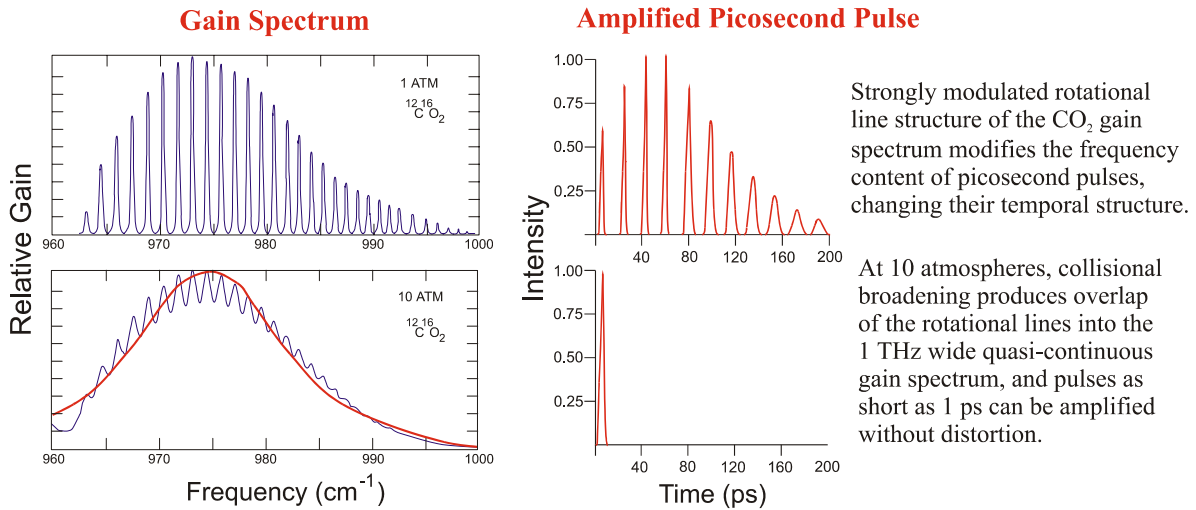 Gain Spectrum
Amplified Picosecond Pulse
Relative Gain
1 ATM
12 16
C O2
960 970 980 990 1000
10 ATM
12 16
C O2
960 970 980 990 1000
Frequency (cm-1)
Intensity
1.00
0.75
0.50
0.25
40 80 120 160 200
1.00
0.75
0.50
0.25
40 80 120 160 200
Time (ps)
Strongly modulated rotational
line structure of the CO2 gain
spectrum modifies the frequency
content of picosecond pulses,
changing their temporal structure.
At 10 atmospheres, collisional
broadening produces overlap
of the rotational lines into the
1 THz wide quasi-continuous
gain spectrum, and pulses as
short as 1 ps can be amplified
without distortion.